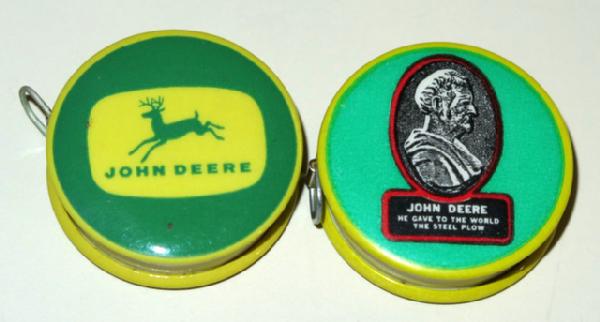 JOHN DEERE
JOHN DEERE
HE GAVE TO THE WORLD
THE STEEL PLOW